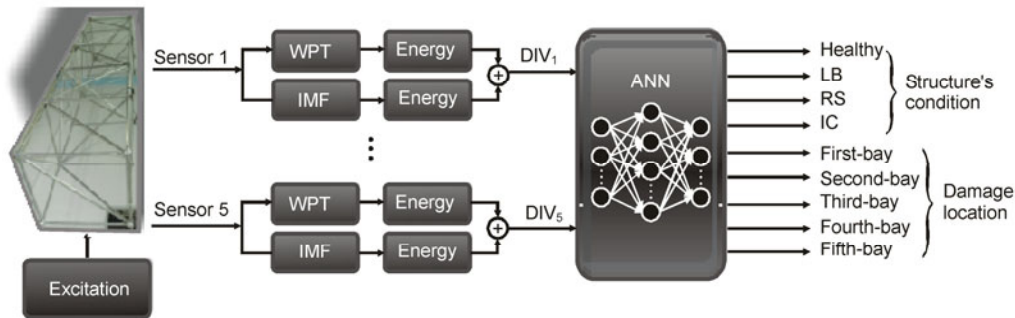 Sensor 1
WPT
Energy
IMF
Energy
DIV1
Sensor 5
WPT
Energy
IMF
Energy
DIV5
Excitation
ANN
Healthy
LB
RS
IC
Structure's
condition
First-bay
Second-bay
Third-bay
Fourth-bay
Fifth-bay
Damage
location